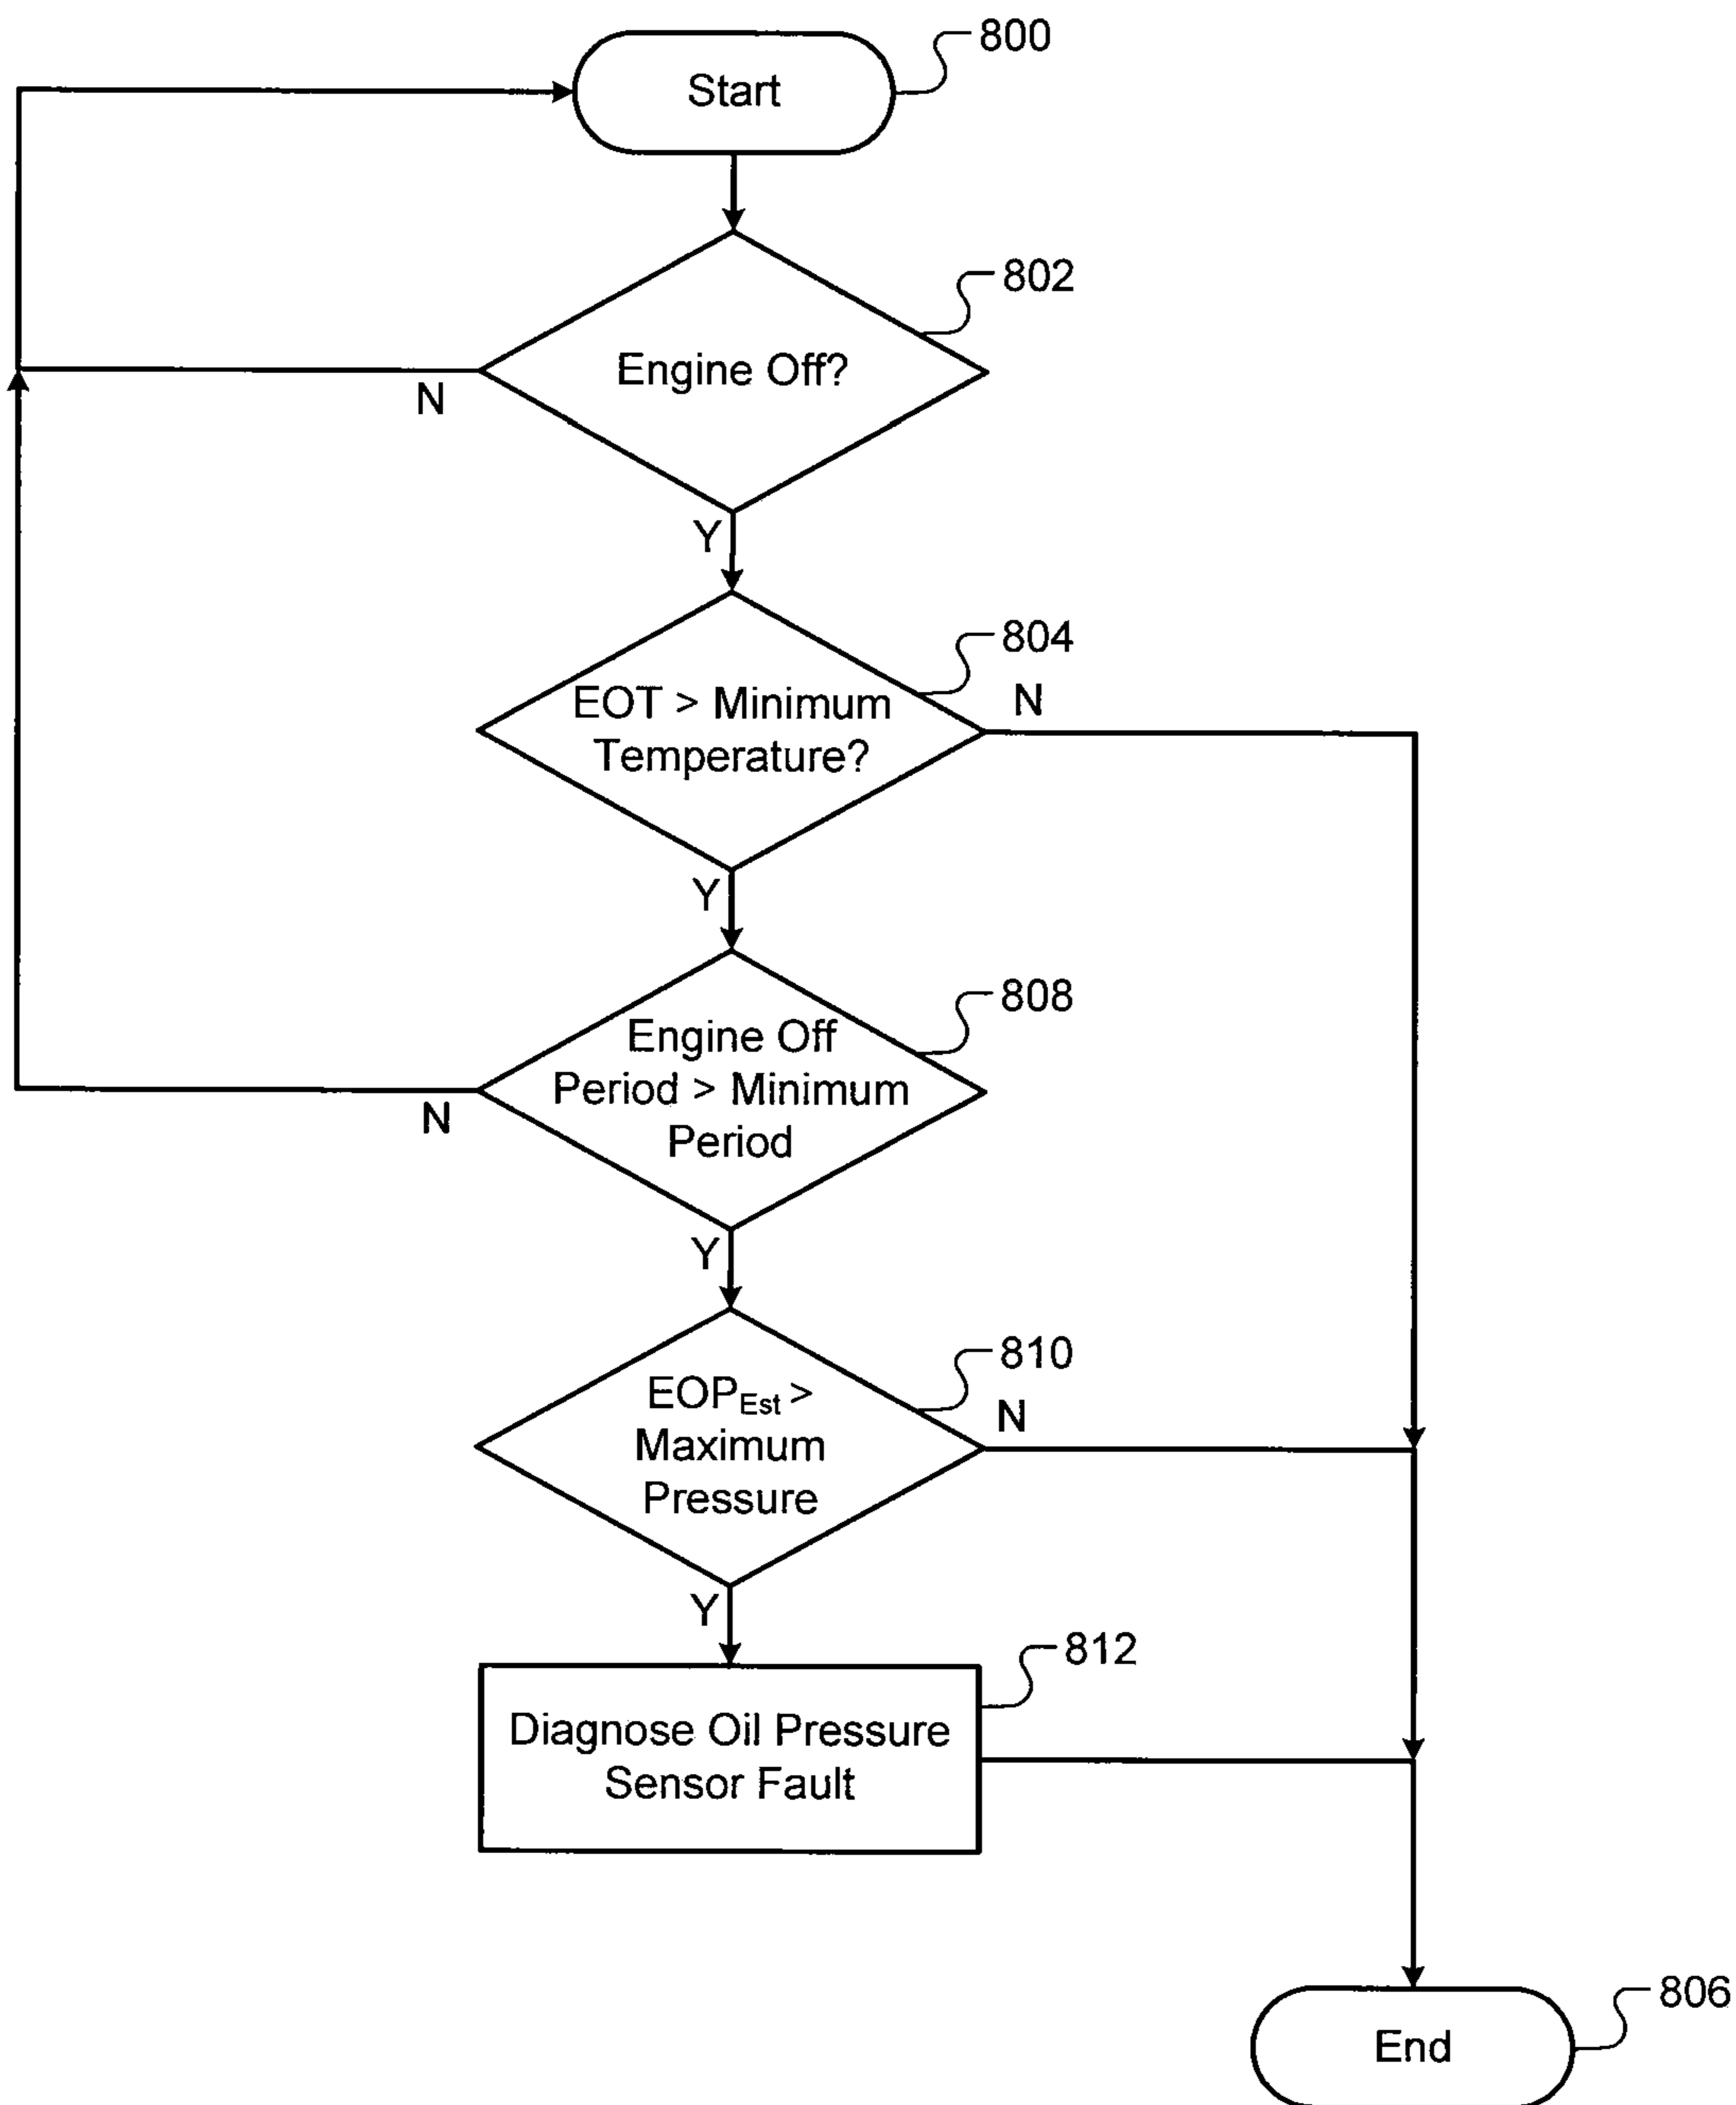 Start
800
802
Engine Off?
N
Y
804
EOT > Minimum
Temperature?
N
Y
808
Engine Off
Period > Minimum
Period
N
Y
810
EOPEst >
Maximum
Pressure
N
Y
812
Diagnose Oil Pressure
Sensor Fault
806
End